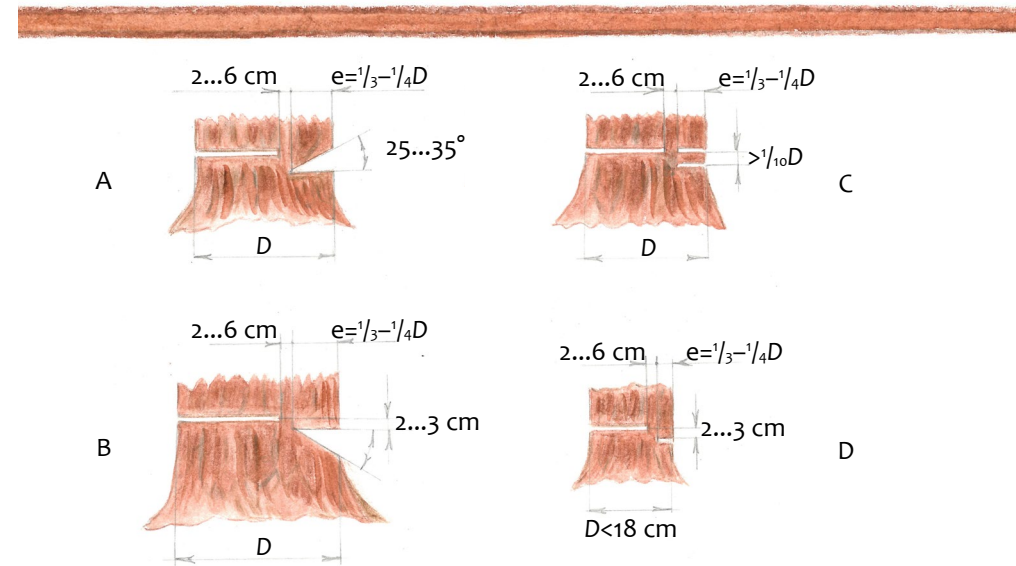 2...6 cm e=¹/₃–¹/₄D
25...35°
A
D
2...6 cm e=¹/₃–¹/₄D
>¹/₁₀D
C
D
2...6 cm e=¹/₃–¹/₄D
2...3 cm
B
D
2...6 cm e=¹/₃–¹/₄D
2...3 cm
D
D<18 cm